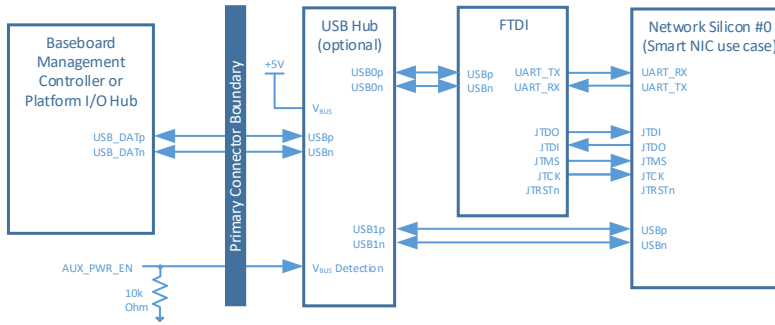 Baseboard
Management
Controller or
Platform I/O Hub
USB_DATp
USB_DATn
AUX_PWR_EN
10k
Ohm
Primary Connector Boundary
USB Hub
(optional)
+5V
USB0p
USB0n
VBUS
USBp
USBn
USB1p
USB1n
VBUS Detection
FTDI
USBp
USBn
UART_TX
UART_RX
JTDO
JTDI
JTMS
JTCK
JTRSTn
Network Silicon #0
(Smart NIC use case)
UART_RX
UART_TX
JTDI
JTDO
JTMS
JTCK
JTRSTn
USBp
USBn